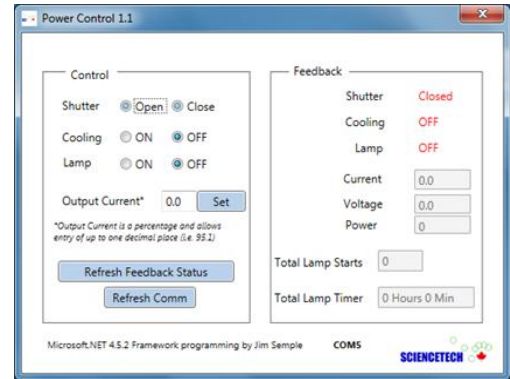 Power Control 1.1
Control
Shutter Open Close
Cooling ON OFF
Lamp ON OFF
Output Current* 0.0 Set
*Output Current is a percentage and allows
entry of up to one decimal place (i.e. 95.1)
Refresh Feedback Status
Refresh Comm
Feedback
Shutter Closed
Cooling OFF
Lamp OFF
Current 0.0
Voltage 0.0
Power 0
Total Lamp Starts 0
Total Lamp Timer 0 Hours 0 Min
Microsoft.NET 4.5.2 Framework programming by Jim Semple COM5
SCIENCETECH